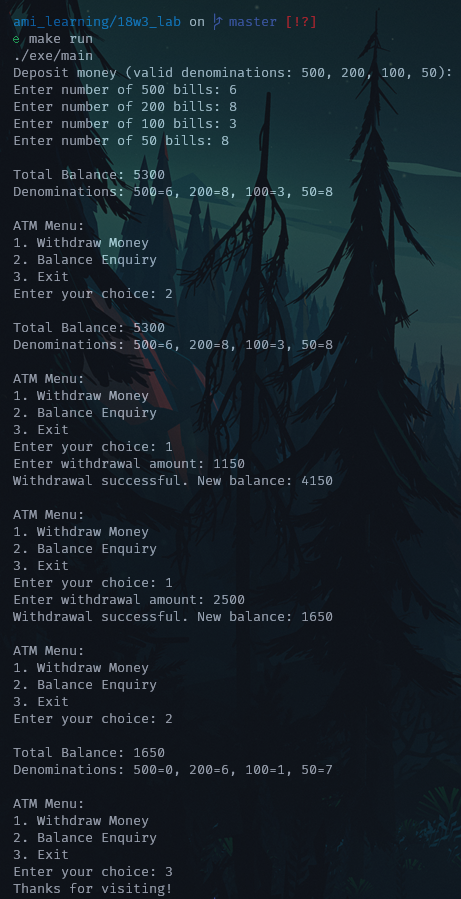 ami_learning/18w3_lab on master [!?]
make run
./exe/main
Deposit money (valid denominations: 500, 200, 100, 50):
Enter number of 500 bills: 6
Enter number of 200 bills: 8
Enter number of 100 bills: 3
Enter number of 50 bills: 8
Total Balance: 5300
Denominations: 500=6, 200=8, 100=3, 50=8
ATM Menu:
1. Withdraw Money
2. Balance Enquiry
3. Exit
Enter your choice: 2
Total Balance: 5300
Denominations: 500=6, 200=8, 100=3, 50=8
ATM Menu:
1. Withdraw Money
2. Balance Enquiry
3. Exit
Enter your choice: 1
Enter withdrawal amount: 1150
Withdrawal successful. New balance: 4150
ATM Menu:
1. Withdraw Money
2. Balance Enquiry
3. Exit
Enter your choice: 1
Enter withdrawal amount: 2500
Withdrawal successful. New balance: 1650
ATM Menu:
1. Withdraw Money
2. Balance Enquiry
3. Exit
Enter your choice: 2
Total Balance: 1650
Denominations: 500=0, 200=6, 100=1, 50=7
ATM Menu:
1. Withdraw Money
2. Balance Enquiry
3. Exit
Enter your choice: 3
Thanks for visiting!